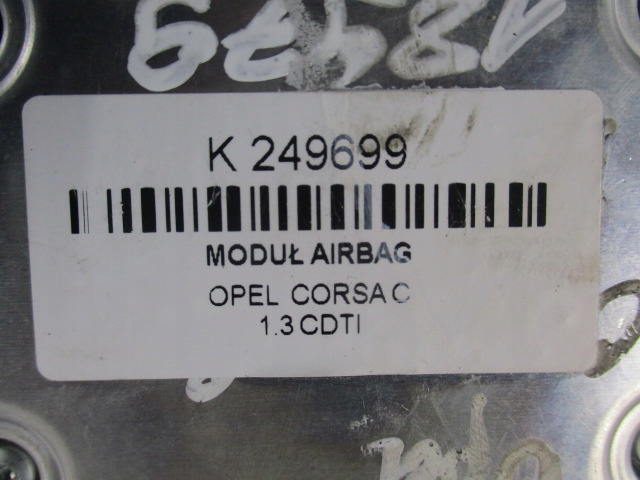 K 249699
MODUŁ AIRBAG
OPEL CORSA C
1.3 CDTI